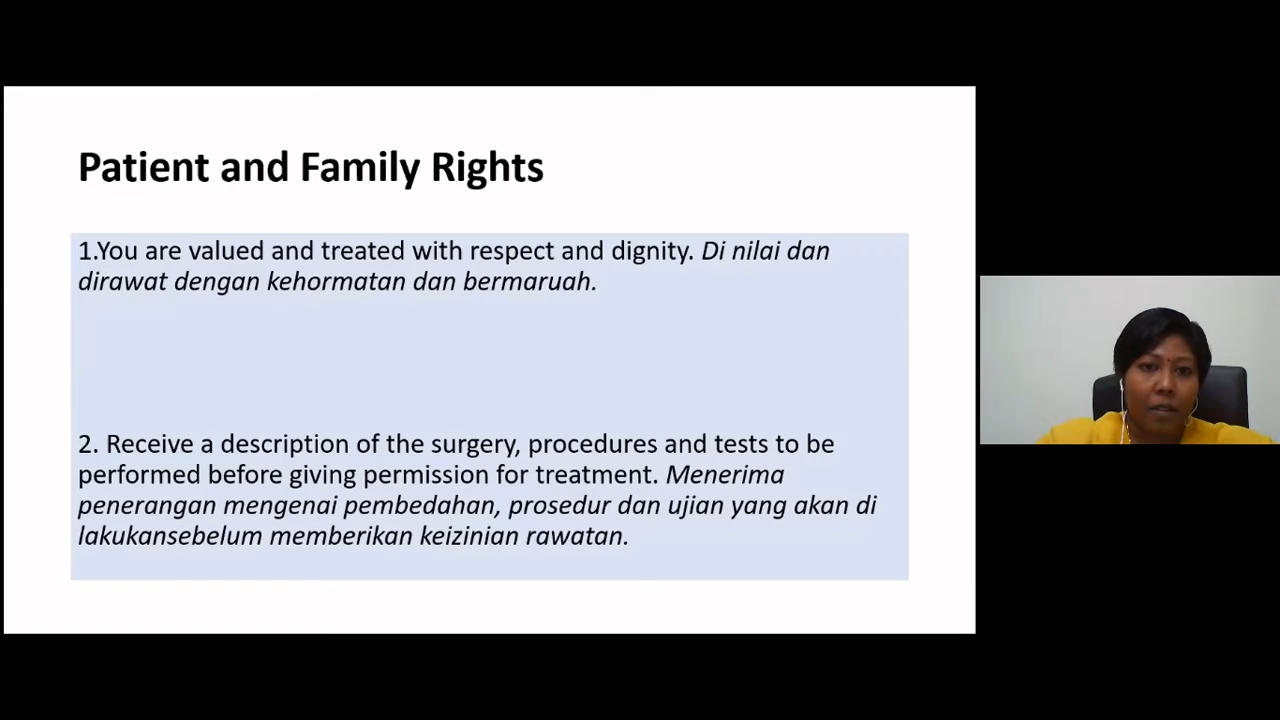 Patient and Family Rights
1.You are valued and treated with respect and dignity. Di nilai dan
dirawat dengan kehormatan dan bermaruah.
2. Receive a description of the surgery, procedures and tests to be
performed before giving permission for treatment. Menerima
penerangan mengenai pembedahan, prosedur dan ujian yang akan di
lakukansebelum memberikan keizinian rawatan.